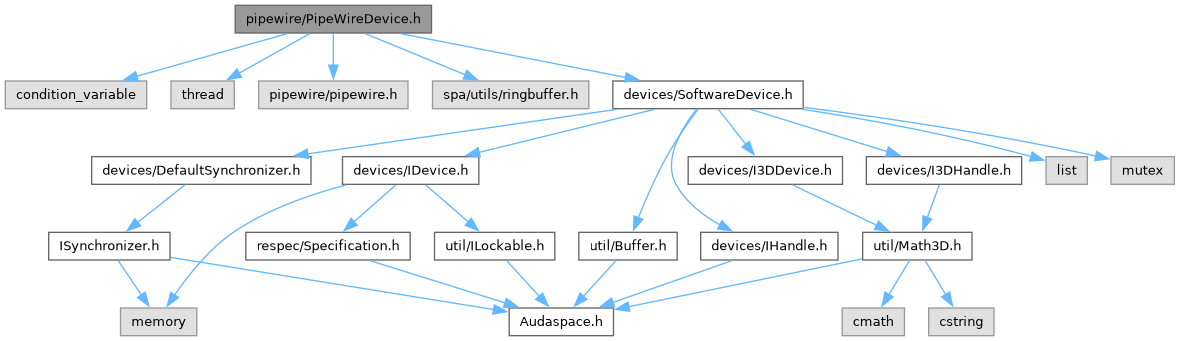 pipewire/PipeWireDevice.h
condition_variable
thread
pipewire/pipewire.h
spa/utils/ringbuffer.h
devices/SoftwareDevice.h
devices/DefaultSynchronizer.h
devices/IDevice.h
devices/I3DDevice.h
devices/I3DHandle.h
list
mutex
ISynchronizer.h
respec/Specification.h
util/ILockable.h
util/Buffer.h
devices/IHandle.h
util/Math3D.h
memory
Audaspace.h
cmath
cstring